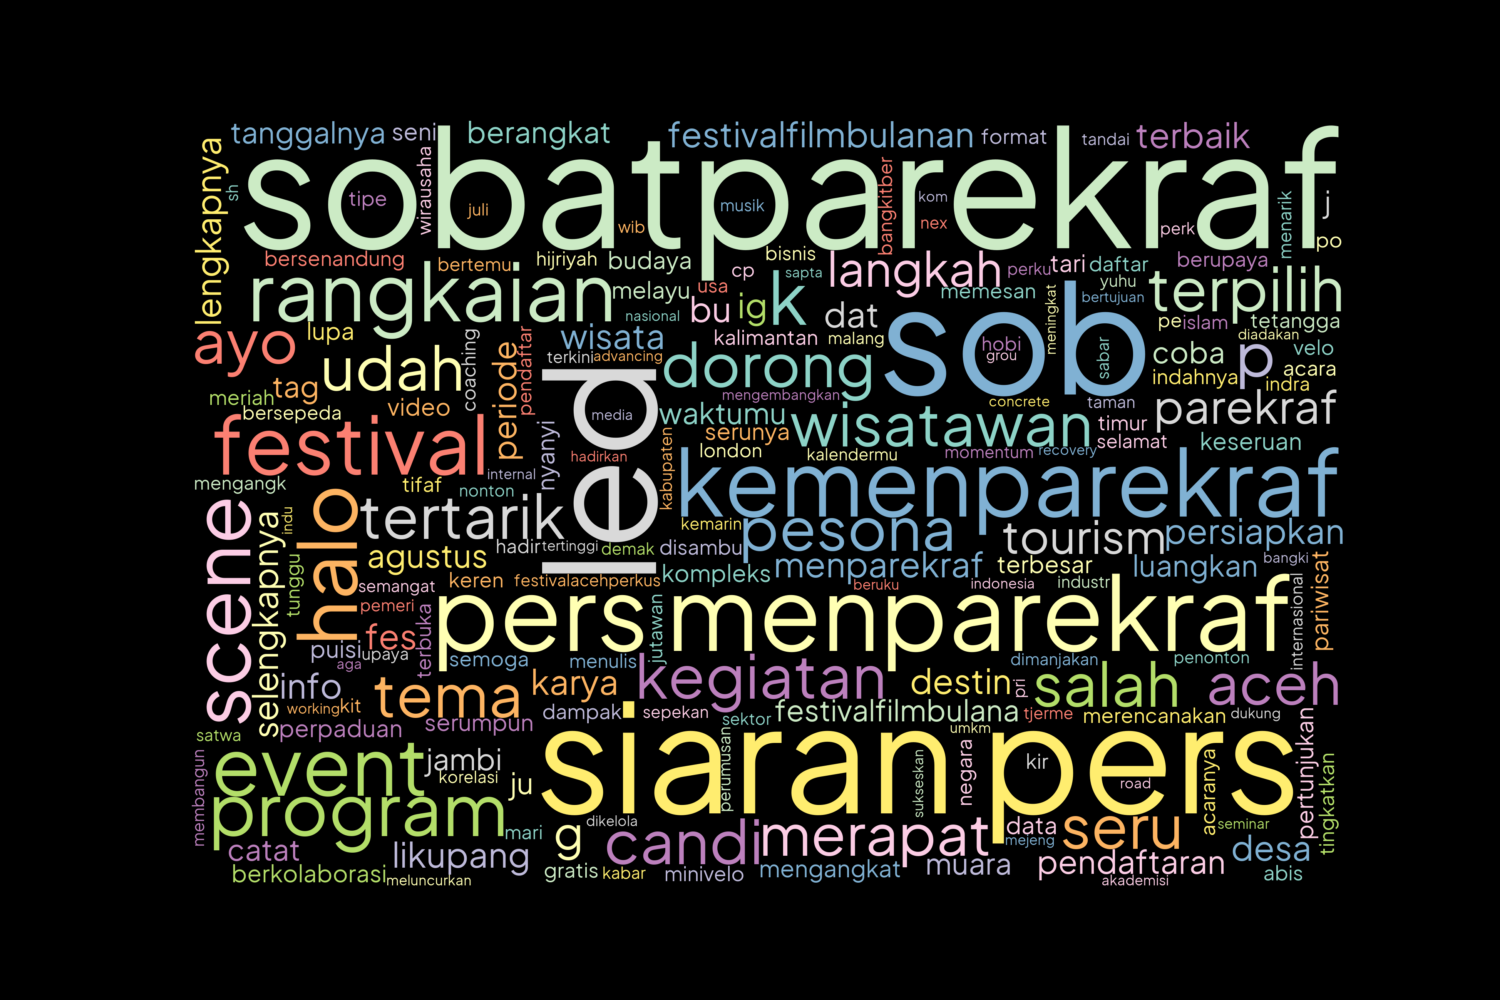 tanggalnya seni berangkat festivalfilmbulanan format tandai terbaik
lengkapnya
sh
sobatparekraf
wirausaha
tipe
juli
wib
musik
bangkitber
kom
nex
perk
menarik
j
po
bersenandung bertemu hijriyah budaya cp bisnis sapta langkah perku tari daftar berupaya
yuhu
rangkaian melayu usa bu ig k dat memesan meningkat bertujuan terpilih
nasional
ayo lupa wisata kalimantan malang sob pe islam tetangga
diadakan
hobi
grou
sabar
udah coaching periode pendaftar terkini advancing dorong coba p velo
acara
indahnya indra
meriah tag
mengembangkan
bersepeda video led media waktumu wisatawan concrete taman parekraf
timur
festival nyanyi serunya selamat keseruan
hadirkan kabupaten london kalendermu momentum recovery
internal
mengangk tifaf nonton kemenparekraf
scene selengkapnya indu halo tertarik kemarin pesona tourism persiapkan
hadir tertinggi demak disambu
agustus kompleks menparekraf terbesar luangkan bangki
tunggu semangat keren festivalacehperkus beruku indonesia industr
pemeri pers menparekraf internasional pariwisat
fes terbuka jutawan
puisi upaya
aga semoga menulis dimanjakan penonton
info tema karya kegiatan destin pri salah aceh
working kit
perpaduan serumpun dampak sepekan sektor festivalfilmbulana tjerme merencanakan dukung
satwa umkm
membangun event jambi siaran pers perumusan sukseskan negara kir road acaranya pertunjukan tingkatkan
korelasi
ju
program mari g dikelola candi merapat data seru seminar
mejeng
catat likupang muara pendaftaran desa
berkolaborasi meluncurkan gratis kabar minivelo mengangkat akademisi abis